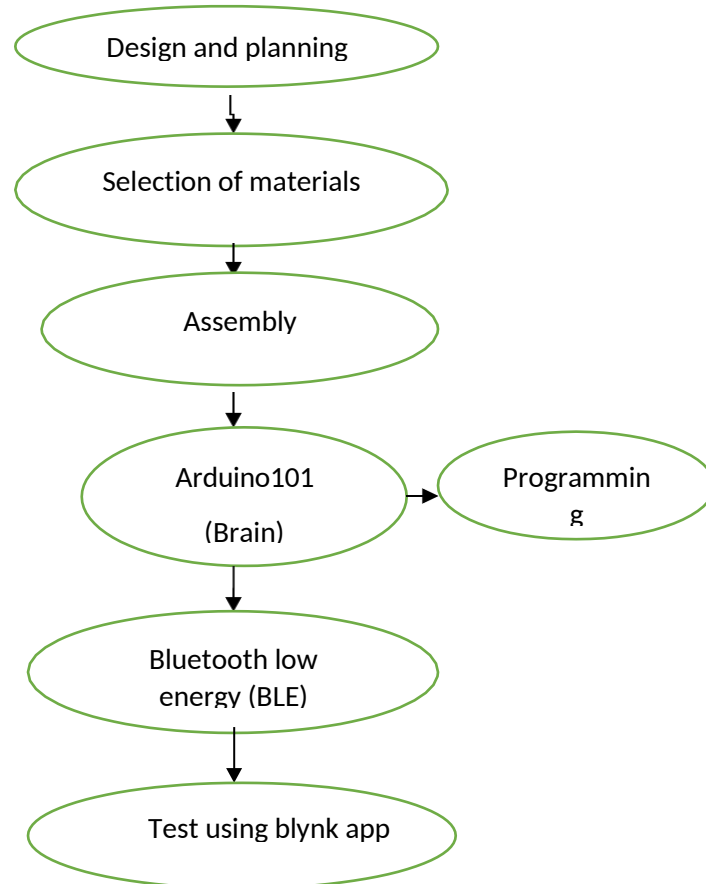 Design and planning
Selection of materials
Assembly
Arduino101
(Brain)
Programmin
g
Bluetooth low
energy (BLE)
Test using blynk app